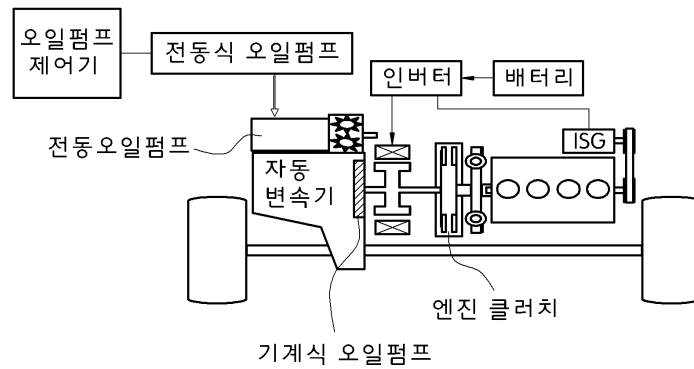 오일펌프
제어기
전동식 오일펌프
인버터
배터리
전동오일펌프
자동
변속기
ISG
엔진 클러치
기계식 오일펌프